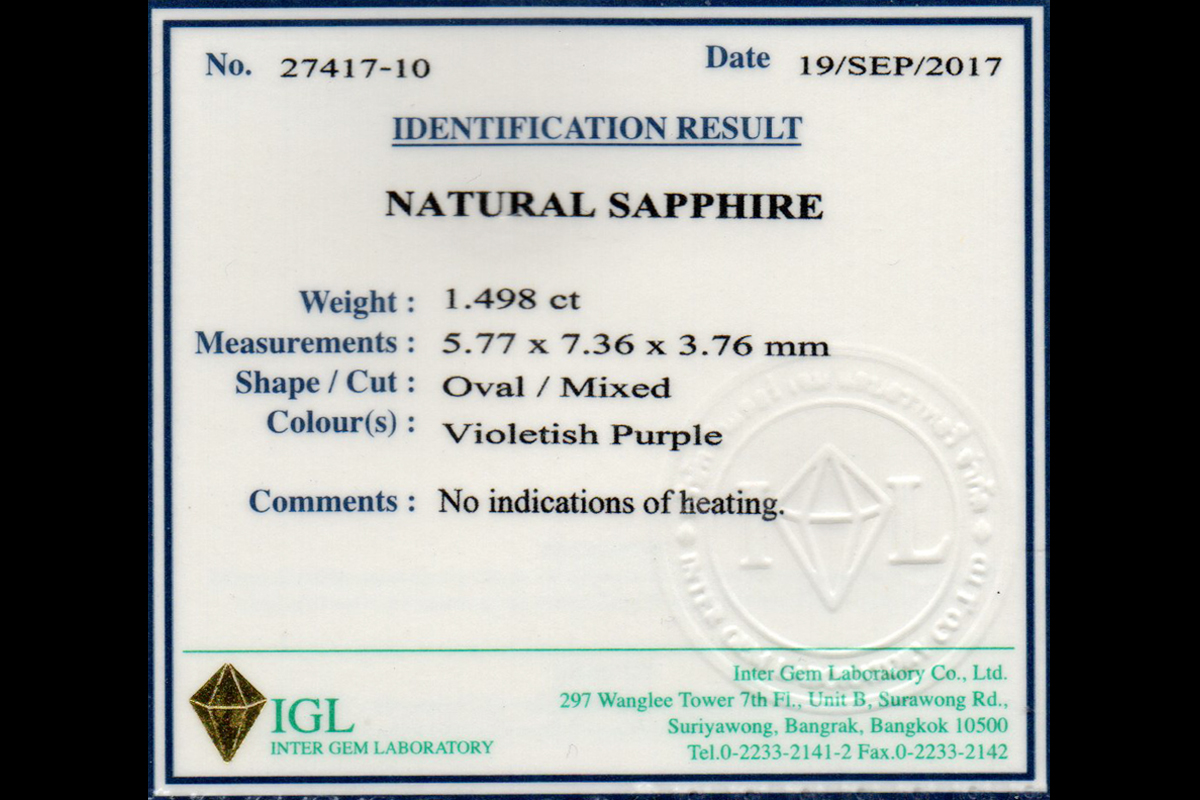 No. 27417-10 Date 19/SEP/2017
IDENTIFICATION RESULT
NATURAL SAPPHIRE
Weight : 1.498 ct
Measurements : 5.77 x 7.36 x 3.76 mm
Shape / Cut : Oval / Mixed
Colour(s) : Violetish Purple
Comments : No indications of heating.
I L
IGL
INTER GEM LABORATORY
Inter Gem Laboratory Co., Ltd.
297 Wanglee Tower 7th Fl., Unit B, Surawong Rd.,
Suriyawong, Bangrak, Bangkok 10500
Tel.0-2233-2141-2 Fax.0-2233-2142